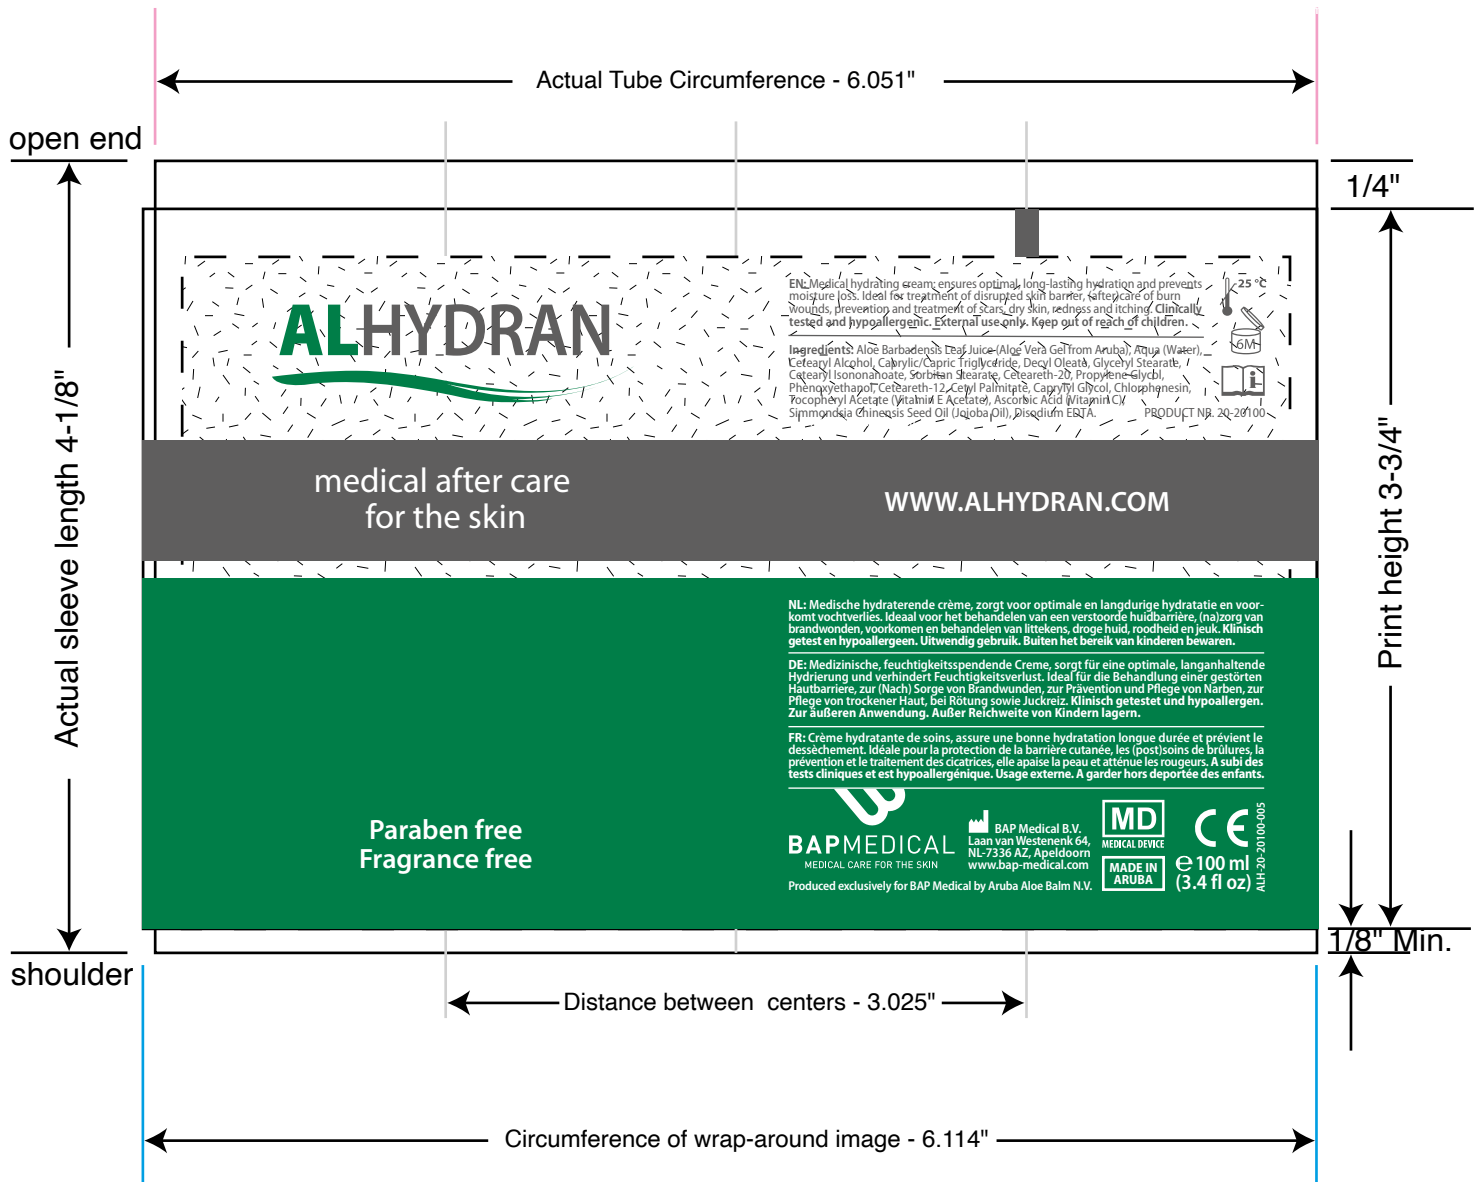 Actual Tube Circumference - 6.051"
open end
1/4"
Actual sleeve length 4-1/8"
Print height 3-3/4"
ALHYDRAN
EN: Medical hydrating cream; ensures optimal, long-lasting hydration and prevents
moisture loss. Ideal for treatment of disrupted skin barrier, (after)care of burn
wounds, prevention and treatment of scars, dry skin, redness and itching. Clinically
tested and hypoallergenic. External use only. Keep out of reach of children.
25 °C
6M
Ingredients: Aloe Barbadensis Leaf Juice (Aloe Vera Gel from Aruba), Aqua (Water),
Cetearyl Alcohol, Caprylic/Capric Triglyceride, Decyl Oleate, Glyceryl Stearate,
Cetearyl Isononanoate, Sorbitan Stearate, Ceteareth-20, Propylene Glycol,
Phenoxyethanol, Ceteareth-12, Cetyl Palmitate, Caprylyl Glycol, Chlorphenesin,
Tocopheryl Acetate (Vitamin E Acetate), Ascorbic Acid (Vitamin C),
Simmondsia Chinensis Seed Oil (Jojoba Oil), Disodium EDTA.
PRODUCT NR. 20-20100
medical after care
for the skin
WWW.ALHYDRAN.COM
NL: Medische hydraterende crème, zorgt voor optimale en langdurige hydratatie en voor-
komt vochtverlies. Ideaal voor het behandelen van een verstoorde huidbarrière, (na)zorg van
brandwonden, voorkomen en behandelen van littekens, droge huid, roodheid en jeuk. Klinisch
getest en hypoallergeen. Uitwendig gebruik. Buiten het bereik van kinderen bewaren.
DE: Medizinische, feuchtigkeitsspendende Creme, sorgt für eine optimale, langanhaltende
Hydrierung und verhindert Feuchtigkeitsverlust. Ideal für die Behandlung einer gestörten
Hautbarriere, zur (Nach) Sorge von Brandwunden, zur Prävention und Pflege von Narben, zur
Pflege von trockener Haut, bei Rötung sowie Juckreiz. Klinisch getestet und hypoallergen.
Zur äußeren Anwendung. Außer Reichweite von Kindern lagern.
FR: Crème hydratante de soins, assure une bonne hydratation longue durée et prévient le
dessèchement. Idéale pour la protection de la barrière cutanée, les (post)soins de brûlures, la
prévention et le traitement des cicatrices, elle apaise la peau et atténue les rougeurs. A subi des
tests cliniques et est hypoallergénique. Usage externe. A garder hors deportée des enfants.
Paraben free
Fragrance free
BAPMEDICAL
MEDICAL CARE FOR THE SKIN
BAP Medical B.V.
Laan van Westenenk 64,
NL-7336 AZ, Apeldoorn
www.bap-medical.com
Produced exclusively for BAP Medical by Aruba Aloe Balm N.V.
MD
MEDICAL DEVICE
MADE IN
ARUBA
CE
℮ 100 ml
(3.4 fl oz)
ALH-20-20100-005
1/8" Min.
shoulder
Distance between centers - 3.025"
Circumference of wrap-around image - 6.114"